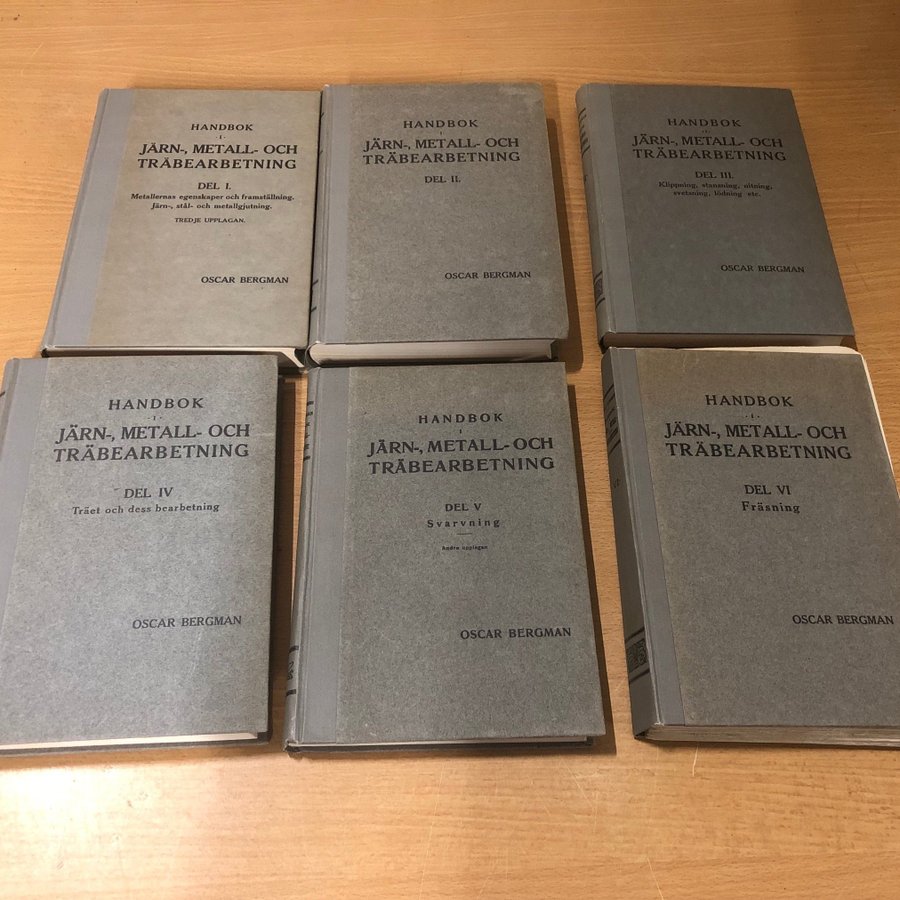 HANDBOK
· I ·
JÄRN-, METALL- OCH
TRÄBEARBETNING
DEL I.
Metallernas egenskaper och framställning.
Järn-, stål- och metallgjutning.
TREDJE UPPLAGAN.
OSCAR BERGMAN
HANDBOK
I
JÄRN-, METALL- OCH
TRÄBEARBETNING
DEL II.
OSCAR BERGMAN
HANDBOK
JÄRN-, METALL- OCH
TRÄBEARBETNING
DEL III.
Klippning, stansning, nitning,
svetsning, lödning etc.
OSCAR BERGMAN
HANDBOK
· I ·
JÄRN-, METALL- OCH
TRÄBEARBETNING
DEL IV
Träet och dess bearbetning
OSCAR BERGMAN
HANDBOK
I
JÄRN-, METALL- OCH
TRÄBEARBETNING
DEL V
Svarvning
Andra upplagan
OSCAR BERGMAN
HANDBOK
· i ·
JÄRN-, METALL- OCH
TRÄBEARBETNING
DEL VI
Fräsning
OSCAR BERGMAN